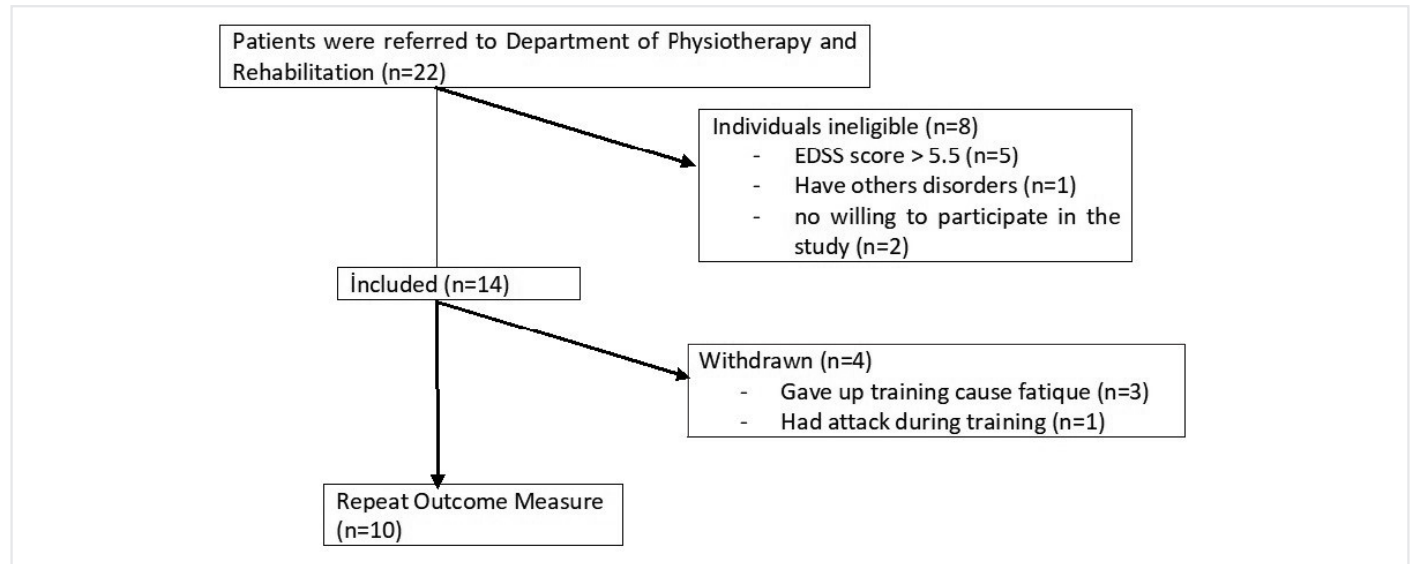 Patients were referred to Department of Physiotherapy and
Rehabilitation (n=22)
Individuals ineligible (n=8)
- EDSS score > 5.5 (n=5)
- Have others disorders (n=1)
- no willing to participate in the
study (n=2)
İncluded (n=14)
Withdrawn (n=4)
- Gave up training cause fatique (n=3)
- Had attack during training (n=1)
Repeat Outcome Measure
(n=10)